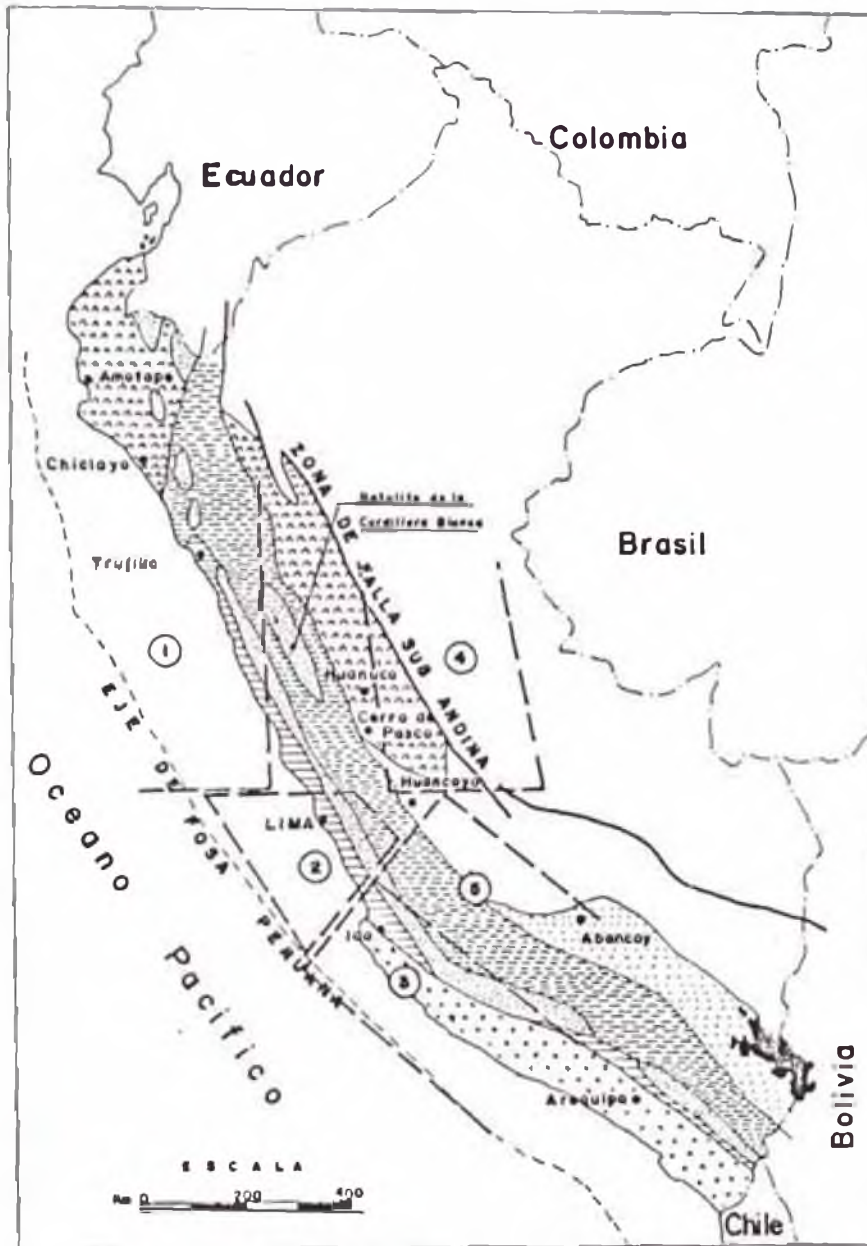 Colombia
Ecuador
Amotape
Chiclayo
ZONA DE FALLA SUB ANDINA
Batolito de la
Cordillera Blanca
Brasil
Trujillo
1
4
Huánuco
Cerro de
Pasco
EJE DE FOSA PERUANA
Huancayo
Oceano
Pacífico
LIMA
2
5
Abancay
Ica
3
Arequipa
Bolivia
ESCALA
Km 0 200 400
Chile